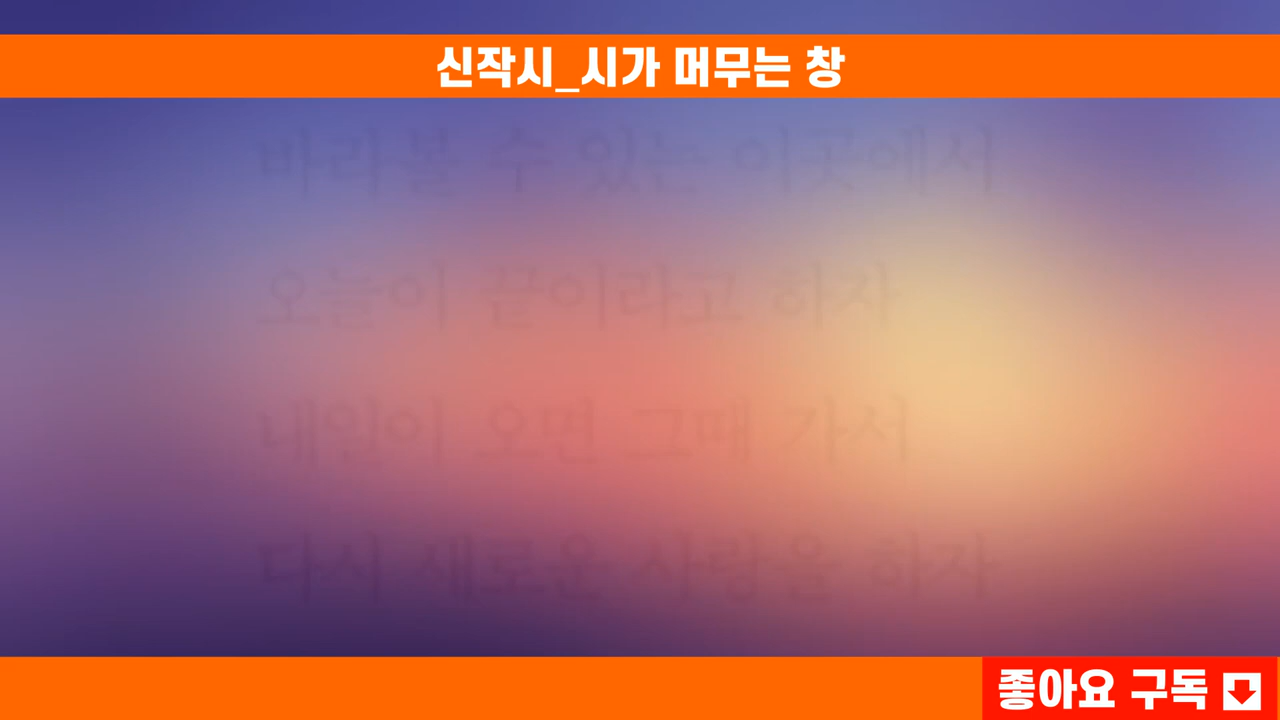 신작시_시가 머무는 창
바라볼 수 있는 이곳에서
오늘이 끝이라고 하자
내일이 오면 그때 가서
다시 새로운 사랑을 하자
좋아요 구독